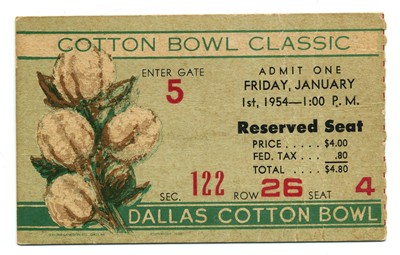 COTTON BOWL CLASSIC
ENTER GATE
5
ADMIT ONE
FRIDAY, JANUARY
1st, 1954—1:00 P. M.
Reserved Seat
PRICE . . . . . $4.00
FED. TAX . . . .80
TOTAL . . . . $4.80
SEC. 122 ROW 26 SEAT 4
DALLAS COTTON BOWL